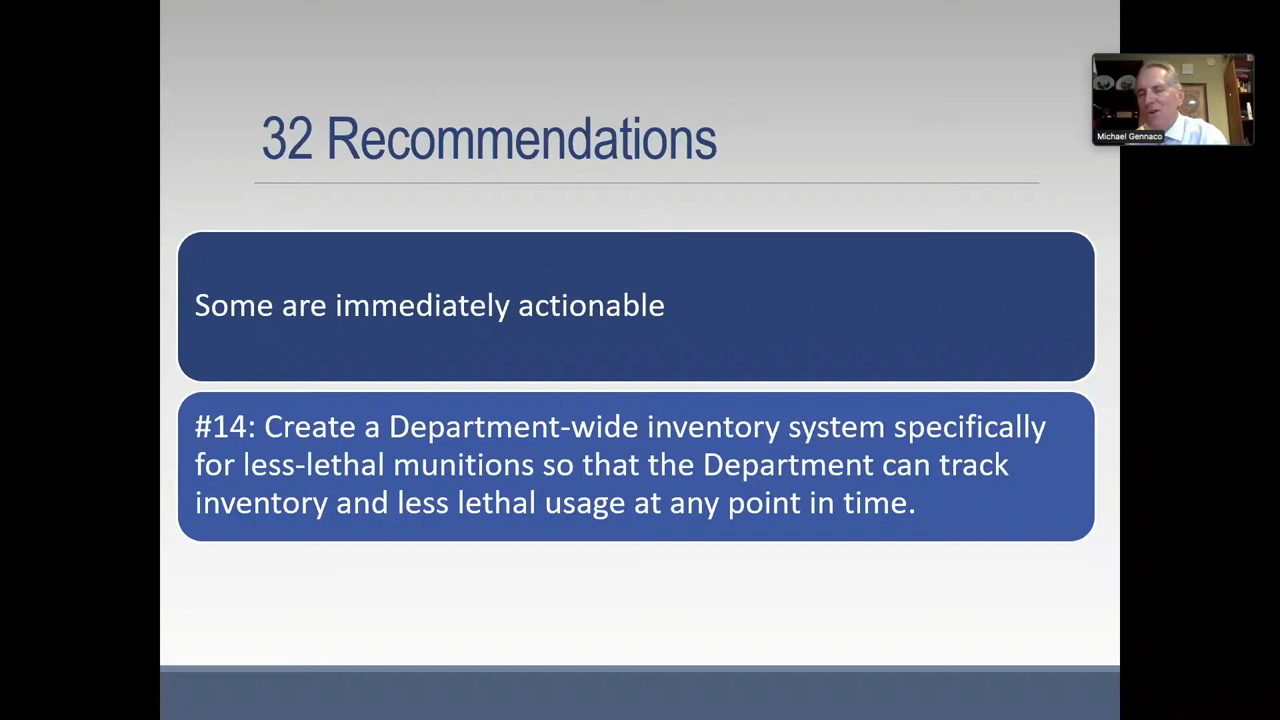 32 Recommendations
Michael Gennaco
Some are immediately actionable
#14: Create a Department-wide inventory system specifically
for less-lethal munitions so that the Department can track
inventory and less lethal usage at any point in time.